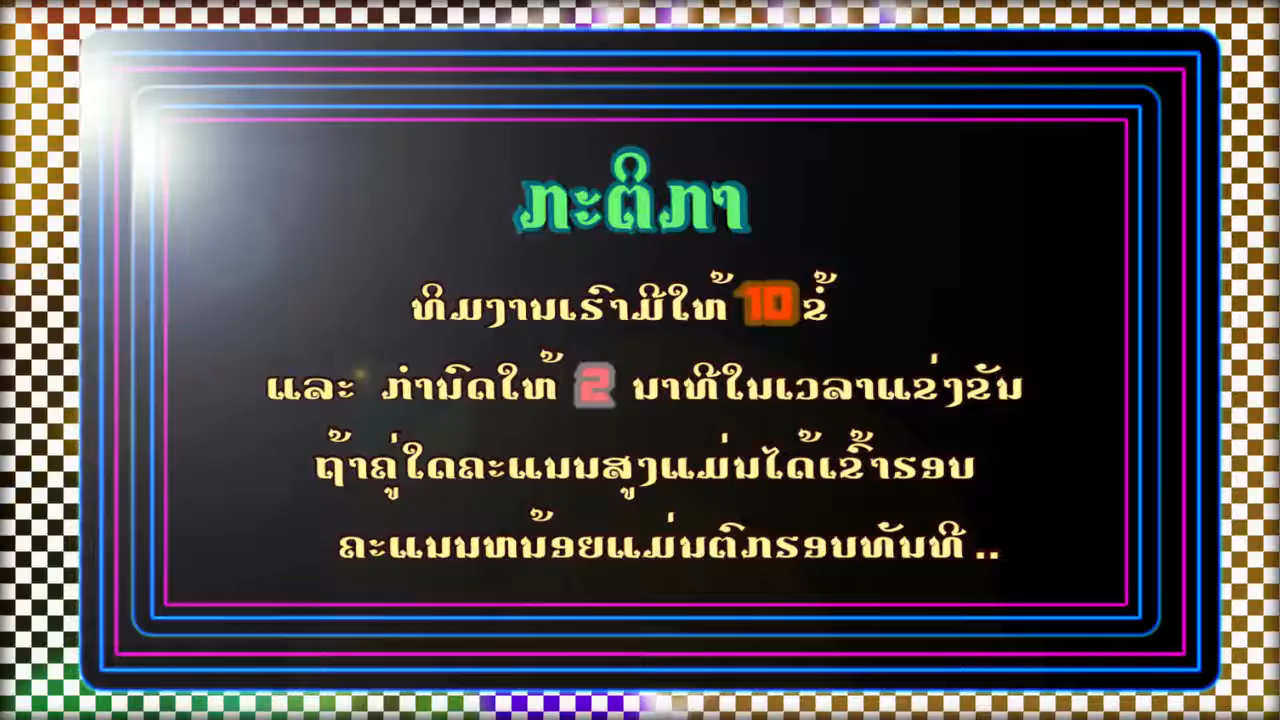 ກະຕິກາ
ທິມງານເຮົາມີໃຫ້ 10 ຂໍ້
ແລະ ກຳນົດໃຫ້ 2 ນາທີໃນເວລາແຂ່ງຂັນ
ຖ້າຄູ່ໃດຄະແນນສູງແມ່ນໄດ້ເຂົ້າຮອບ
ຄະແນນຫນ້ອຍແມ່ນຕົກຮອບທັນທີ ..